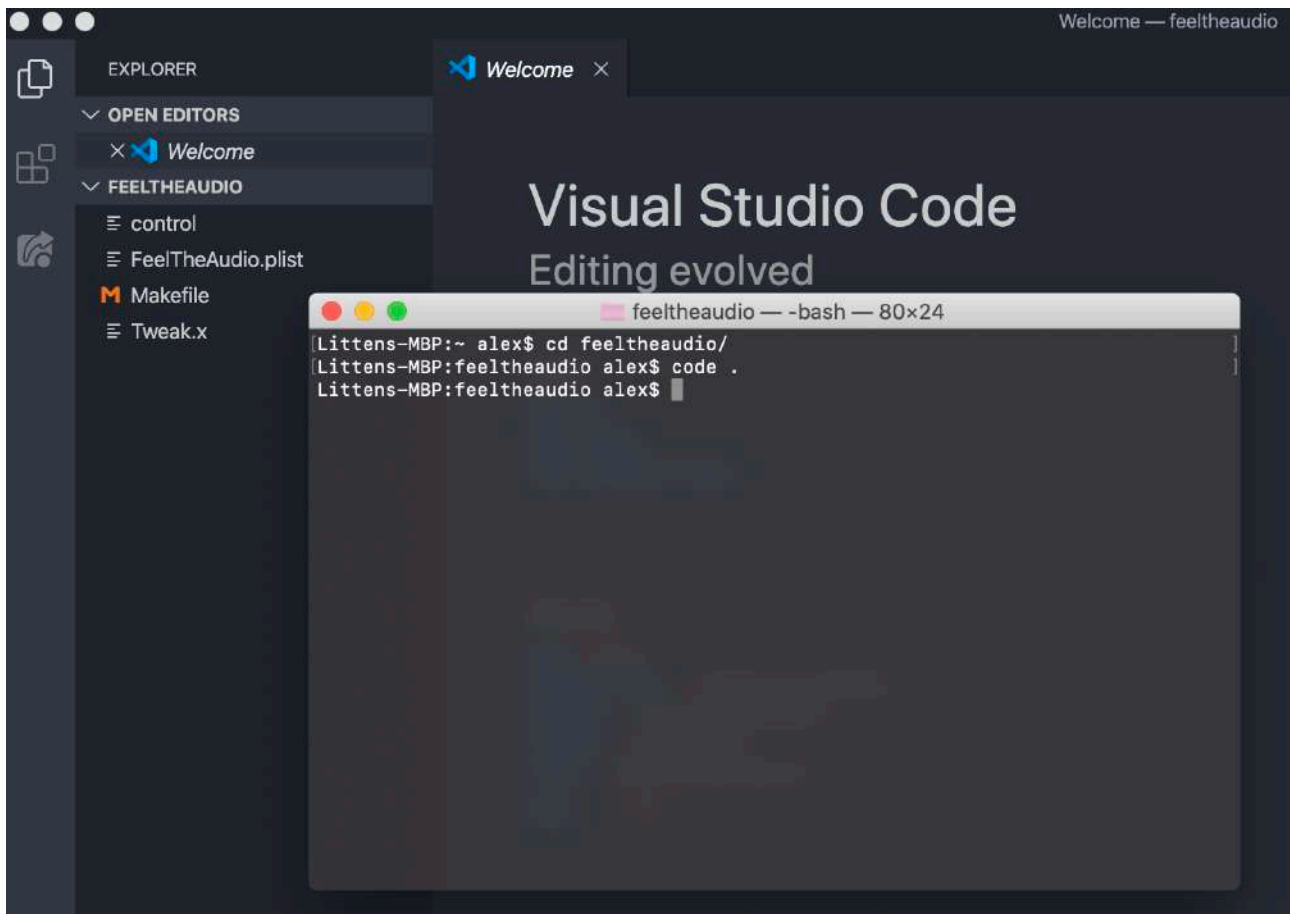 Welcome — feeltheaudio
EXPLORER
OPEN EDITORS
Welcome
FEELTHEAUDIO
control
FeelTheAudio.plist
Makefile
Tweak.x
Welcome
Visual Studio Code
Editing evolved
feeltheaudio — -bash — 80×24
[Littens-MBP:~ alex$ cd feeltheaudio/ ]
[Littens-MBP:feeltheaudio alex$ code . ]
Littens-MBP:feeltheaudio alex$